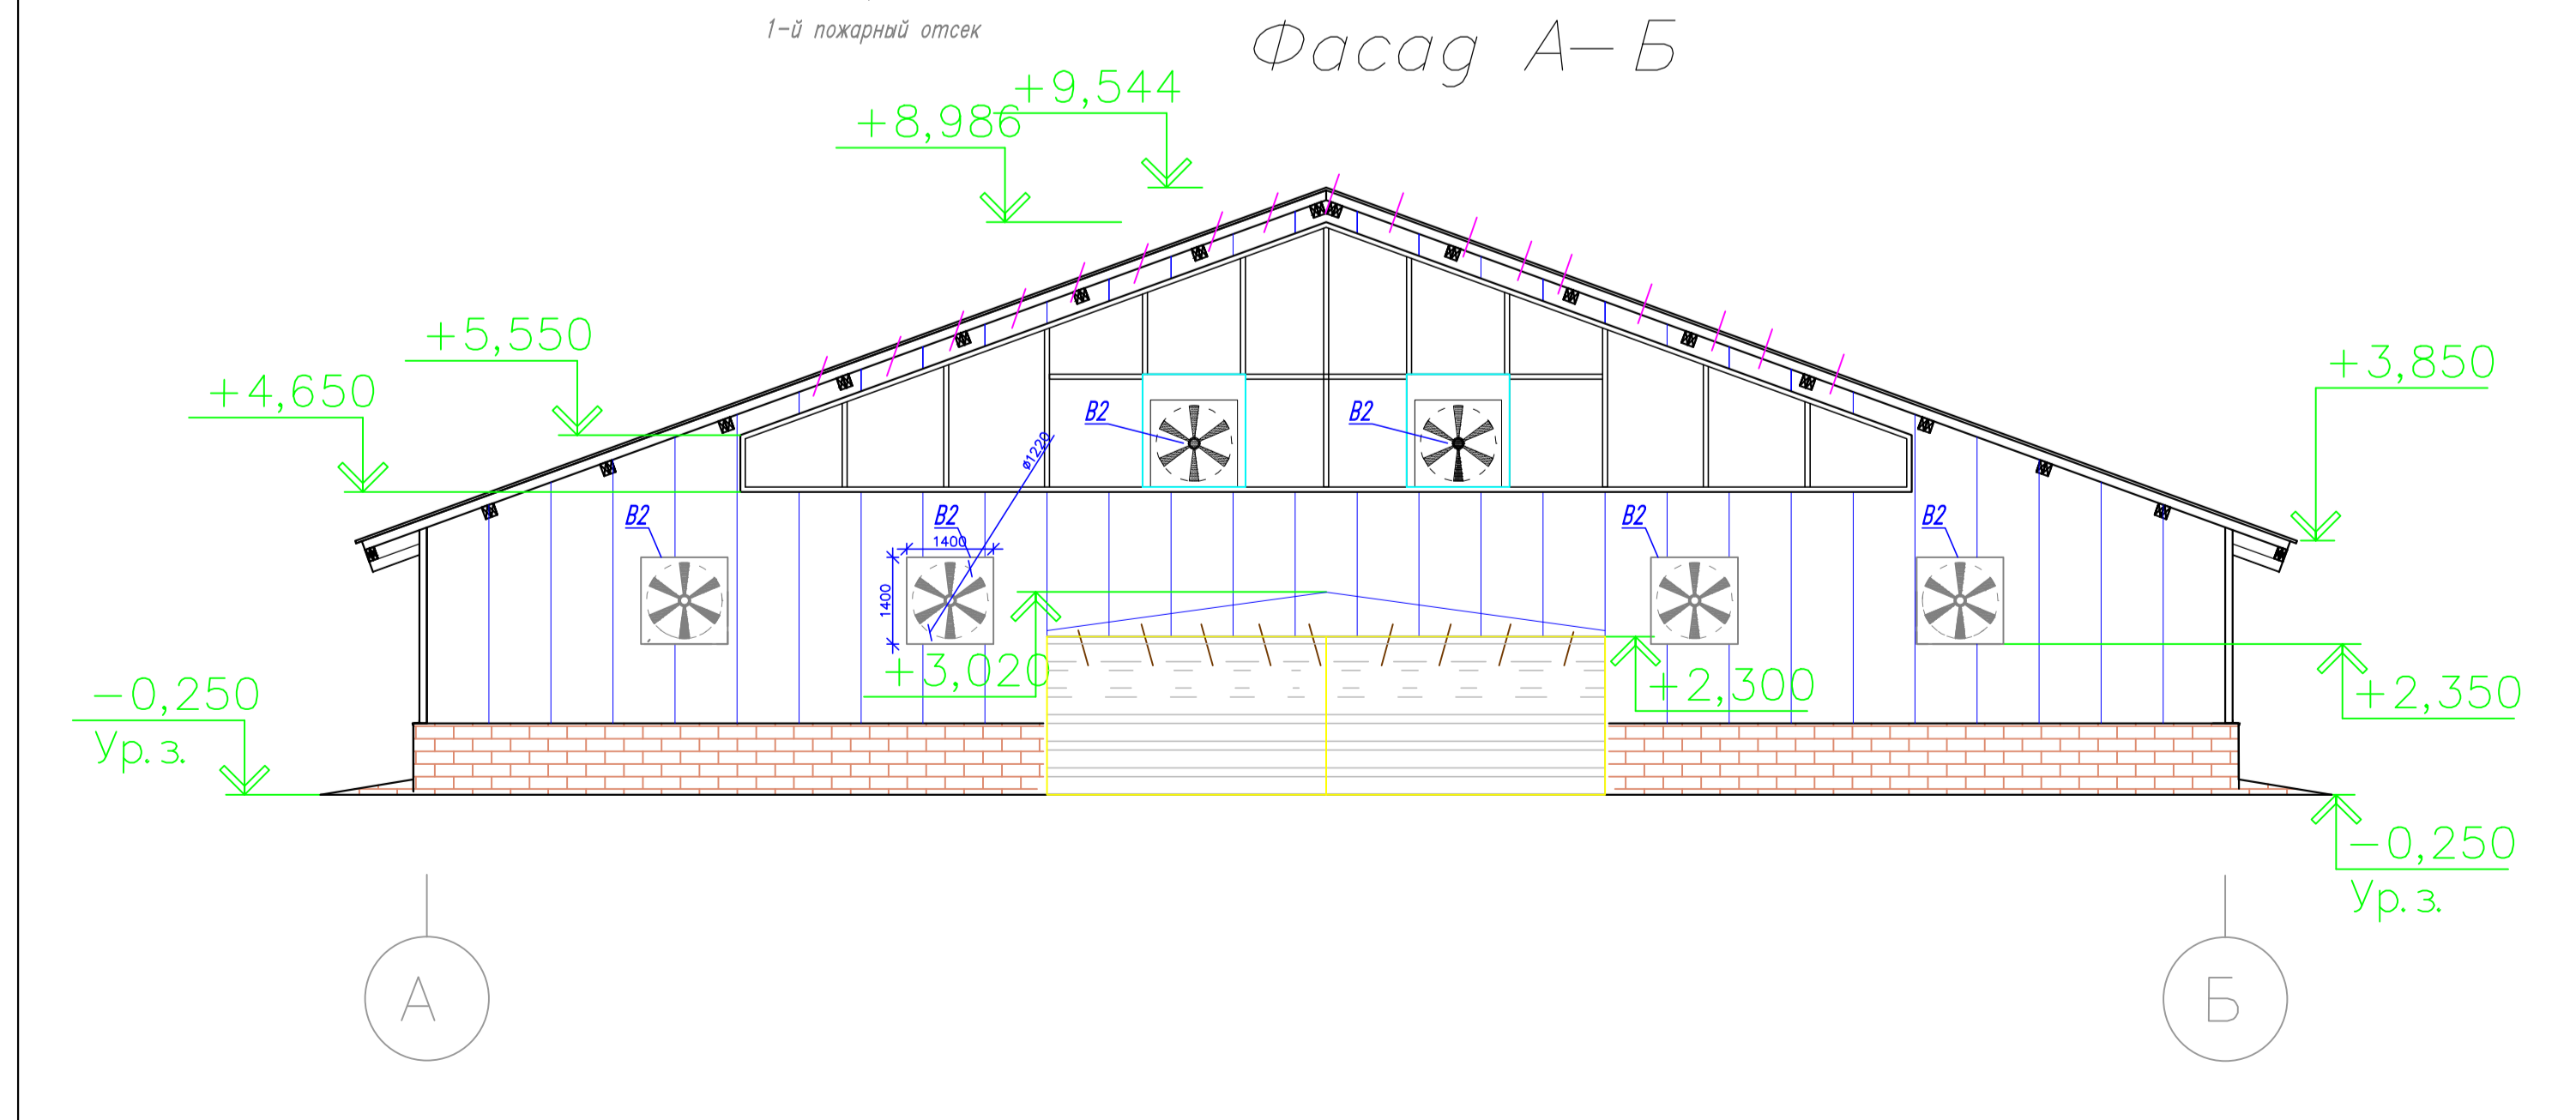 1-й пожарный отсек
Фасад А-Б
+9,544
+8,986
+5,550
+3,850
+4,650
В2
В2
ø1220
В2
В2
В2
В2
1400
1400
+3,020
+2,300
-0,250
Ур.з.
+2,350
-0,250
Ур.з.
А
Б